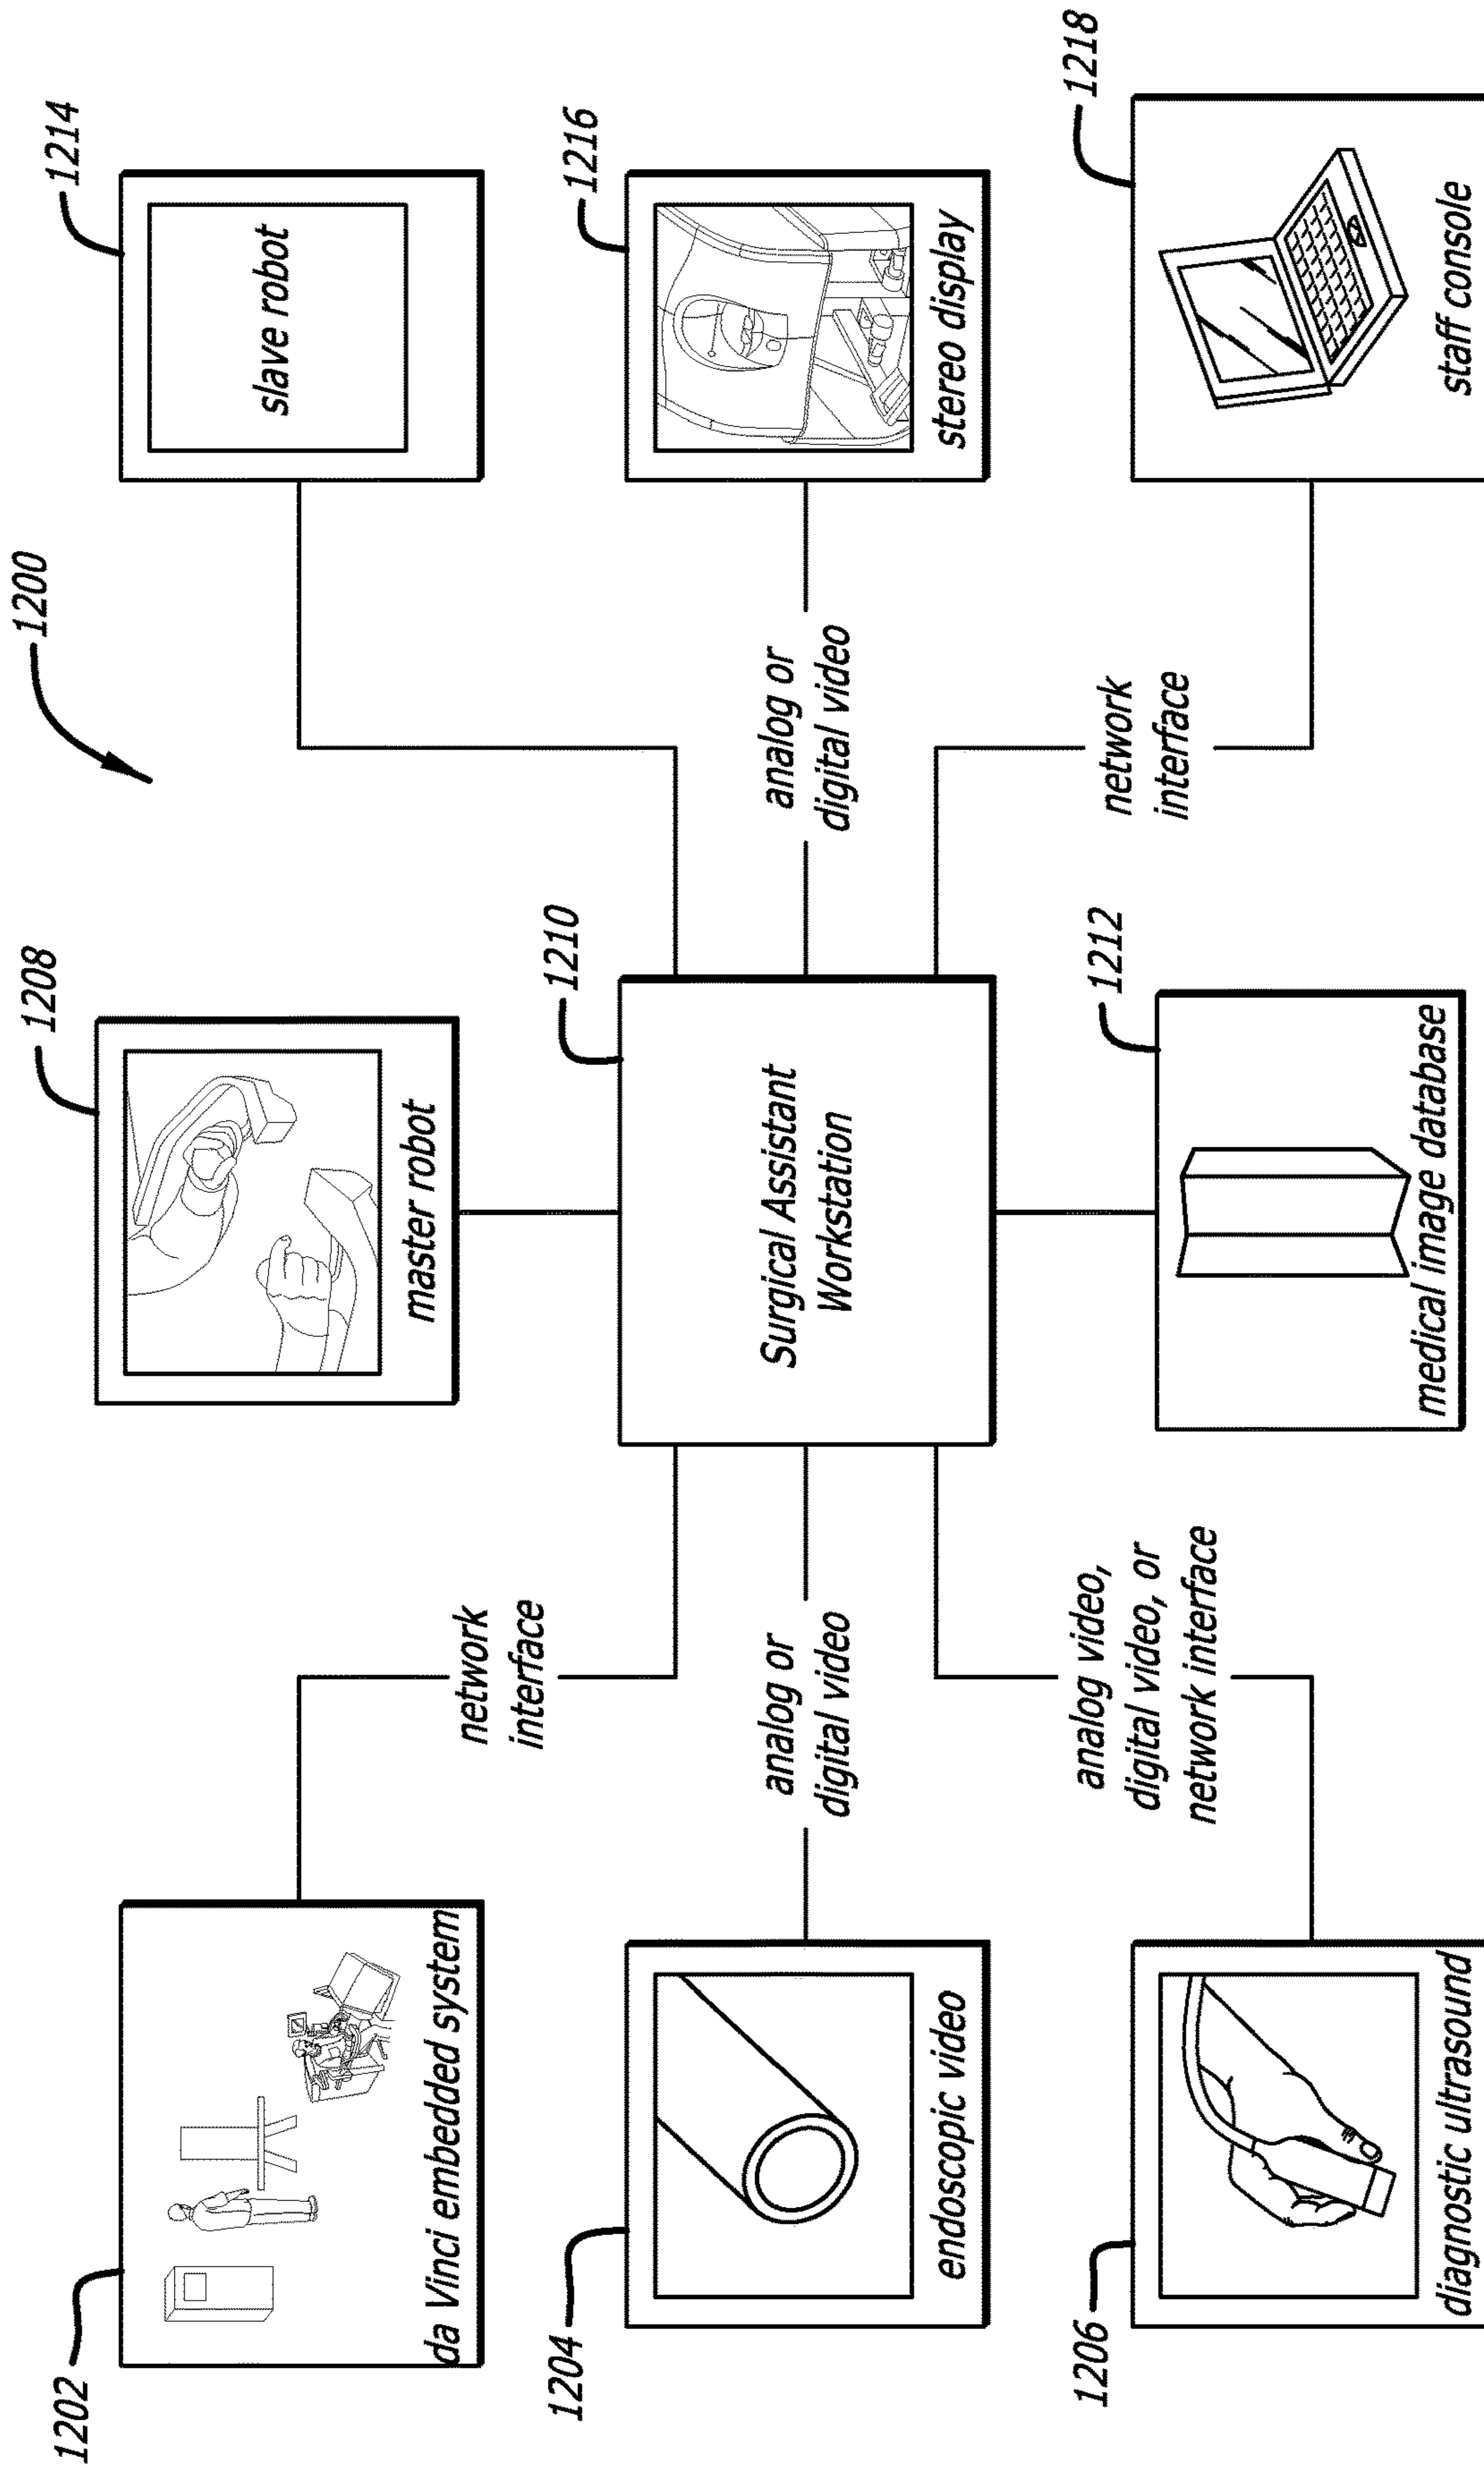 1200
1202
da Vinci embedded system
network
interface
1208
master robot
1214
slave robot
1204
endoscopic video
analog or
digital video
1210
Surgical Assistant
Workstation
analog or
digital video
1216
stereo display
1206
diagnostic ultrasound
analog video,
digital video, or
network interface
1212
medical image database
network
interface
1218
staff console